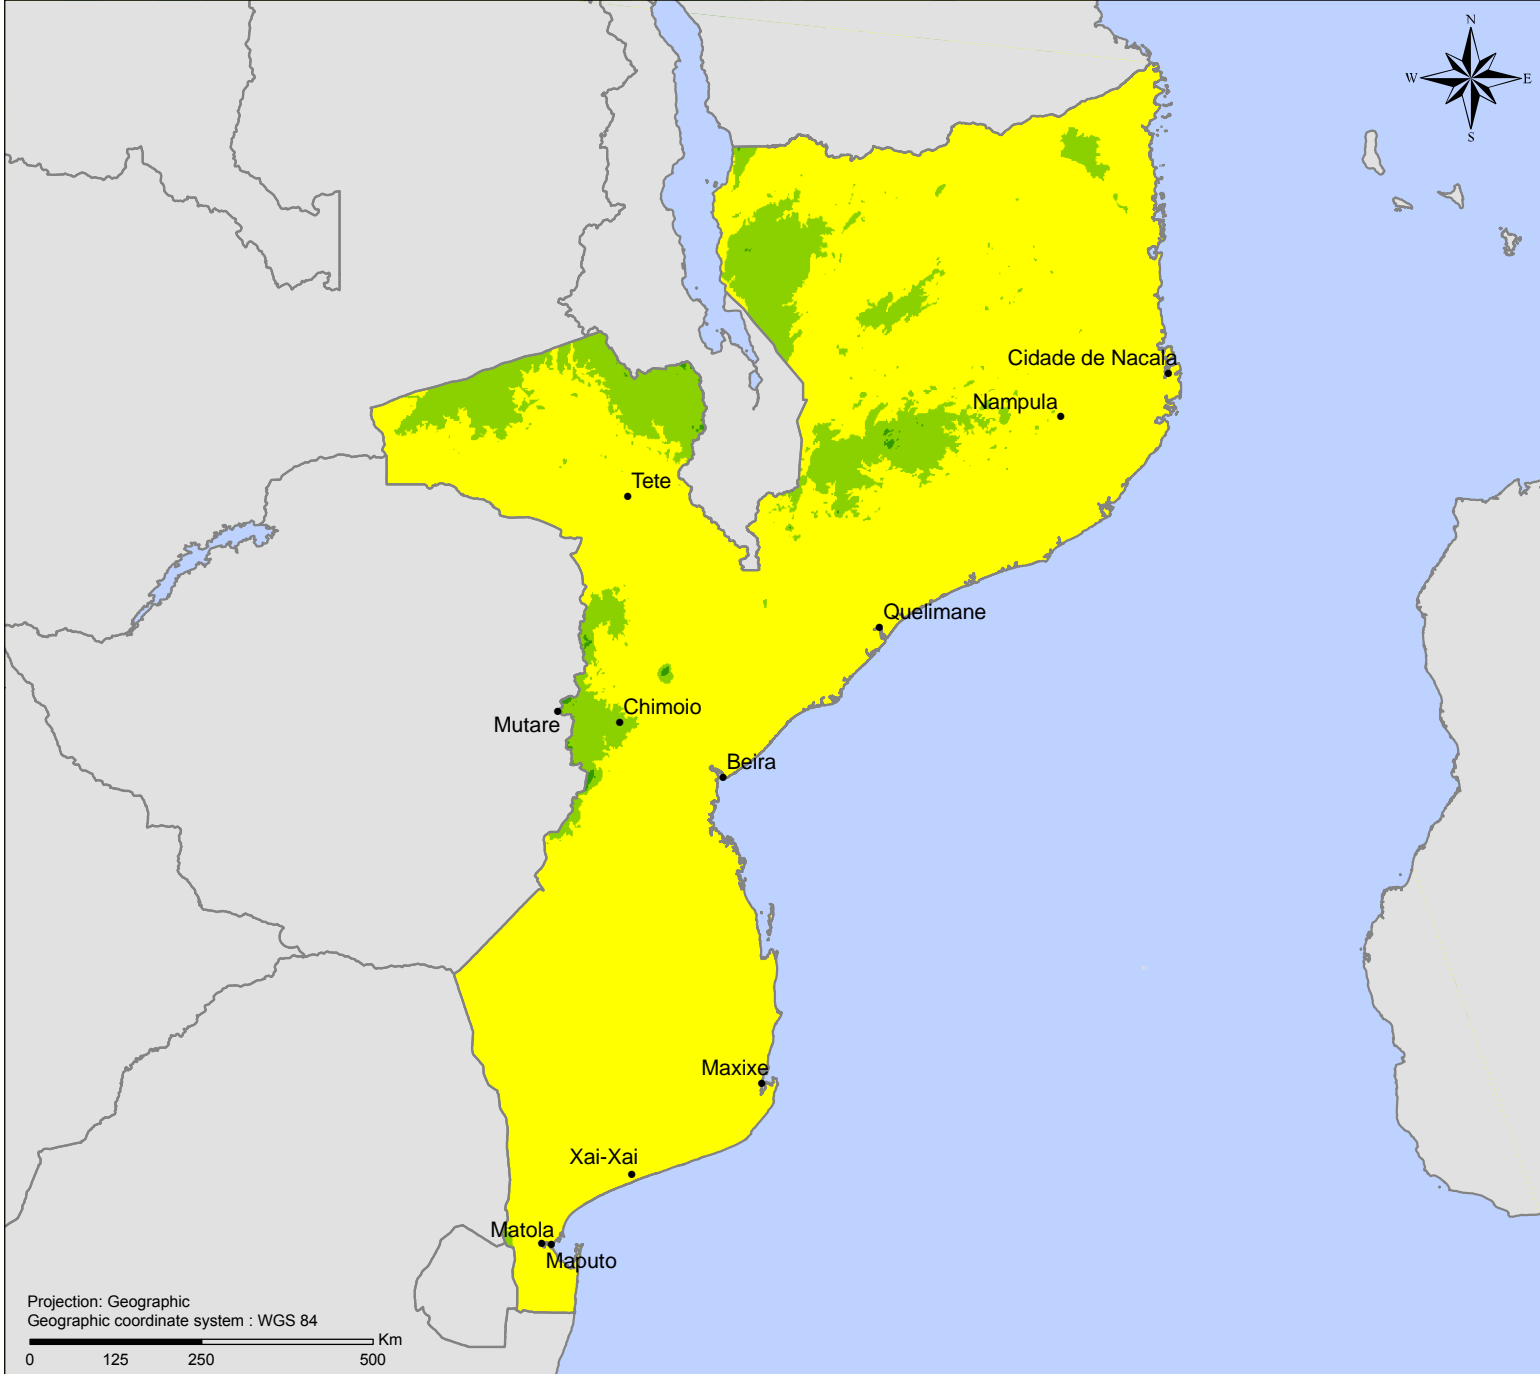 N
W
E
S
Cidade de Nacala
Nampula
Tete
Quelimane
Chimoio
Mutare
Beira
Maxixe
Xai-Xai
Matola
Maputo
Projection: Geographic
Geographic coordinate system : WGS 84
Km
0 125 250 500